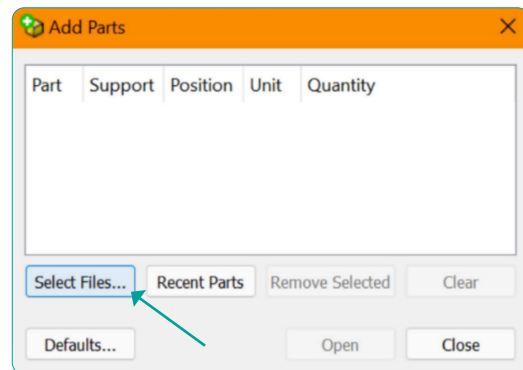 Add Parts
Part Support Position Unit Quantity
Select Files... Recent Parts Remove Selected Clear
Defaults... Open Close